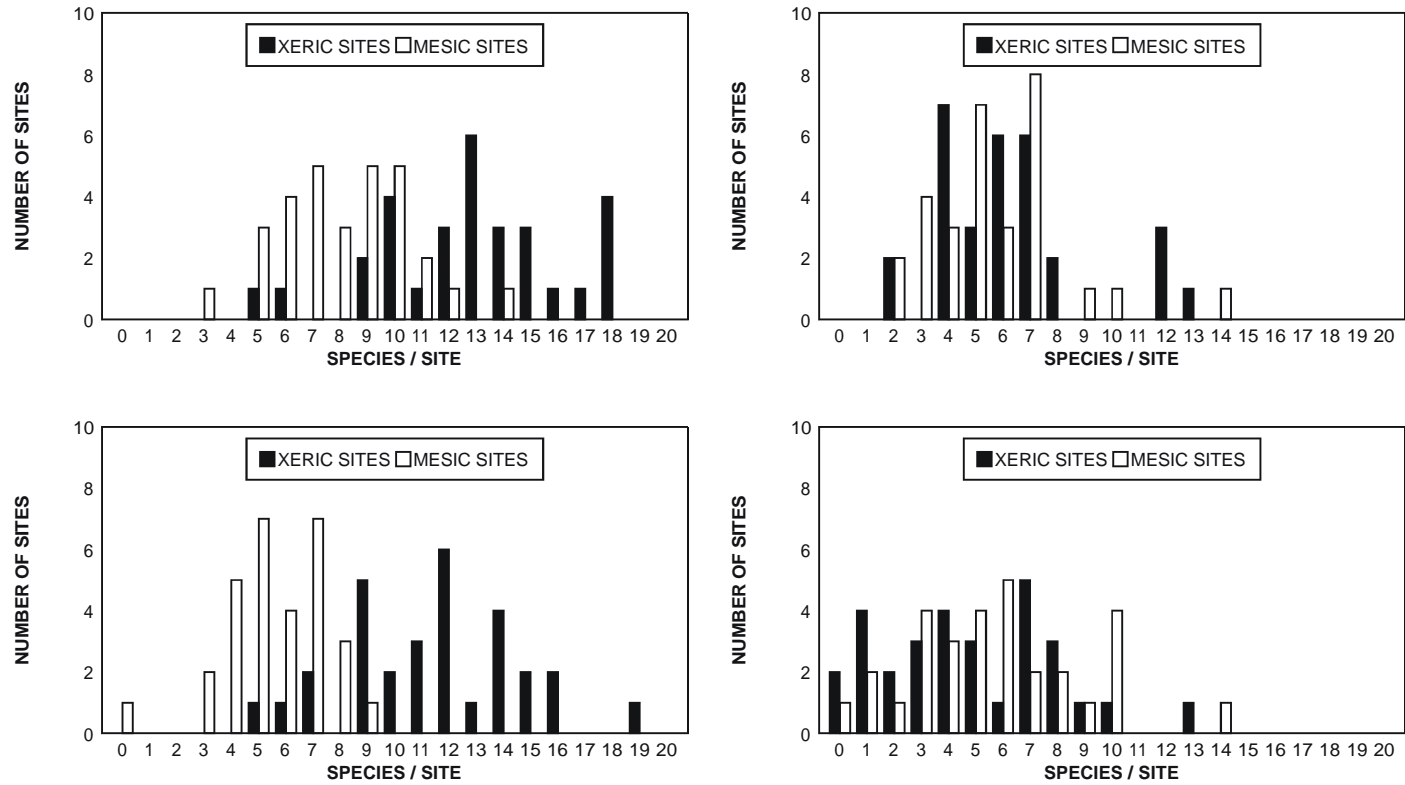 10
XERIC SITES MESIC SITES
8
6
4
2
0
NUMBER OF SITES
0 1 2 3 4 5 6 7 8 9 10 11 12 13 14 15 16 17 18 19 20
SPECIES / SITE
10
XERIC SITES MESIC SITES
8
6
4
2
0
NUMBER OF SITES
0 1 2 3 4 5 6 7 8 9 10 11 12 13 14 15 16 17 18 19 20
SPECIES / SITE
10
XERIC SITES MESIC SITES
8
6
4
2
0
NUMBER OF SITES
0 1 2 3 4 5 6 7 8 9 10 11 12 13 14 15 16 17 18 19 20
SPECIES / SITE
10
XERIC SITES MESIC SITES
8
6
4
2
0
NUMBER OF SITES
0 1 2 3 4 5 6 7 8 9 10 11 12 13 14 15 16 17 18 19 20
SPECIES / SITE